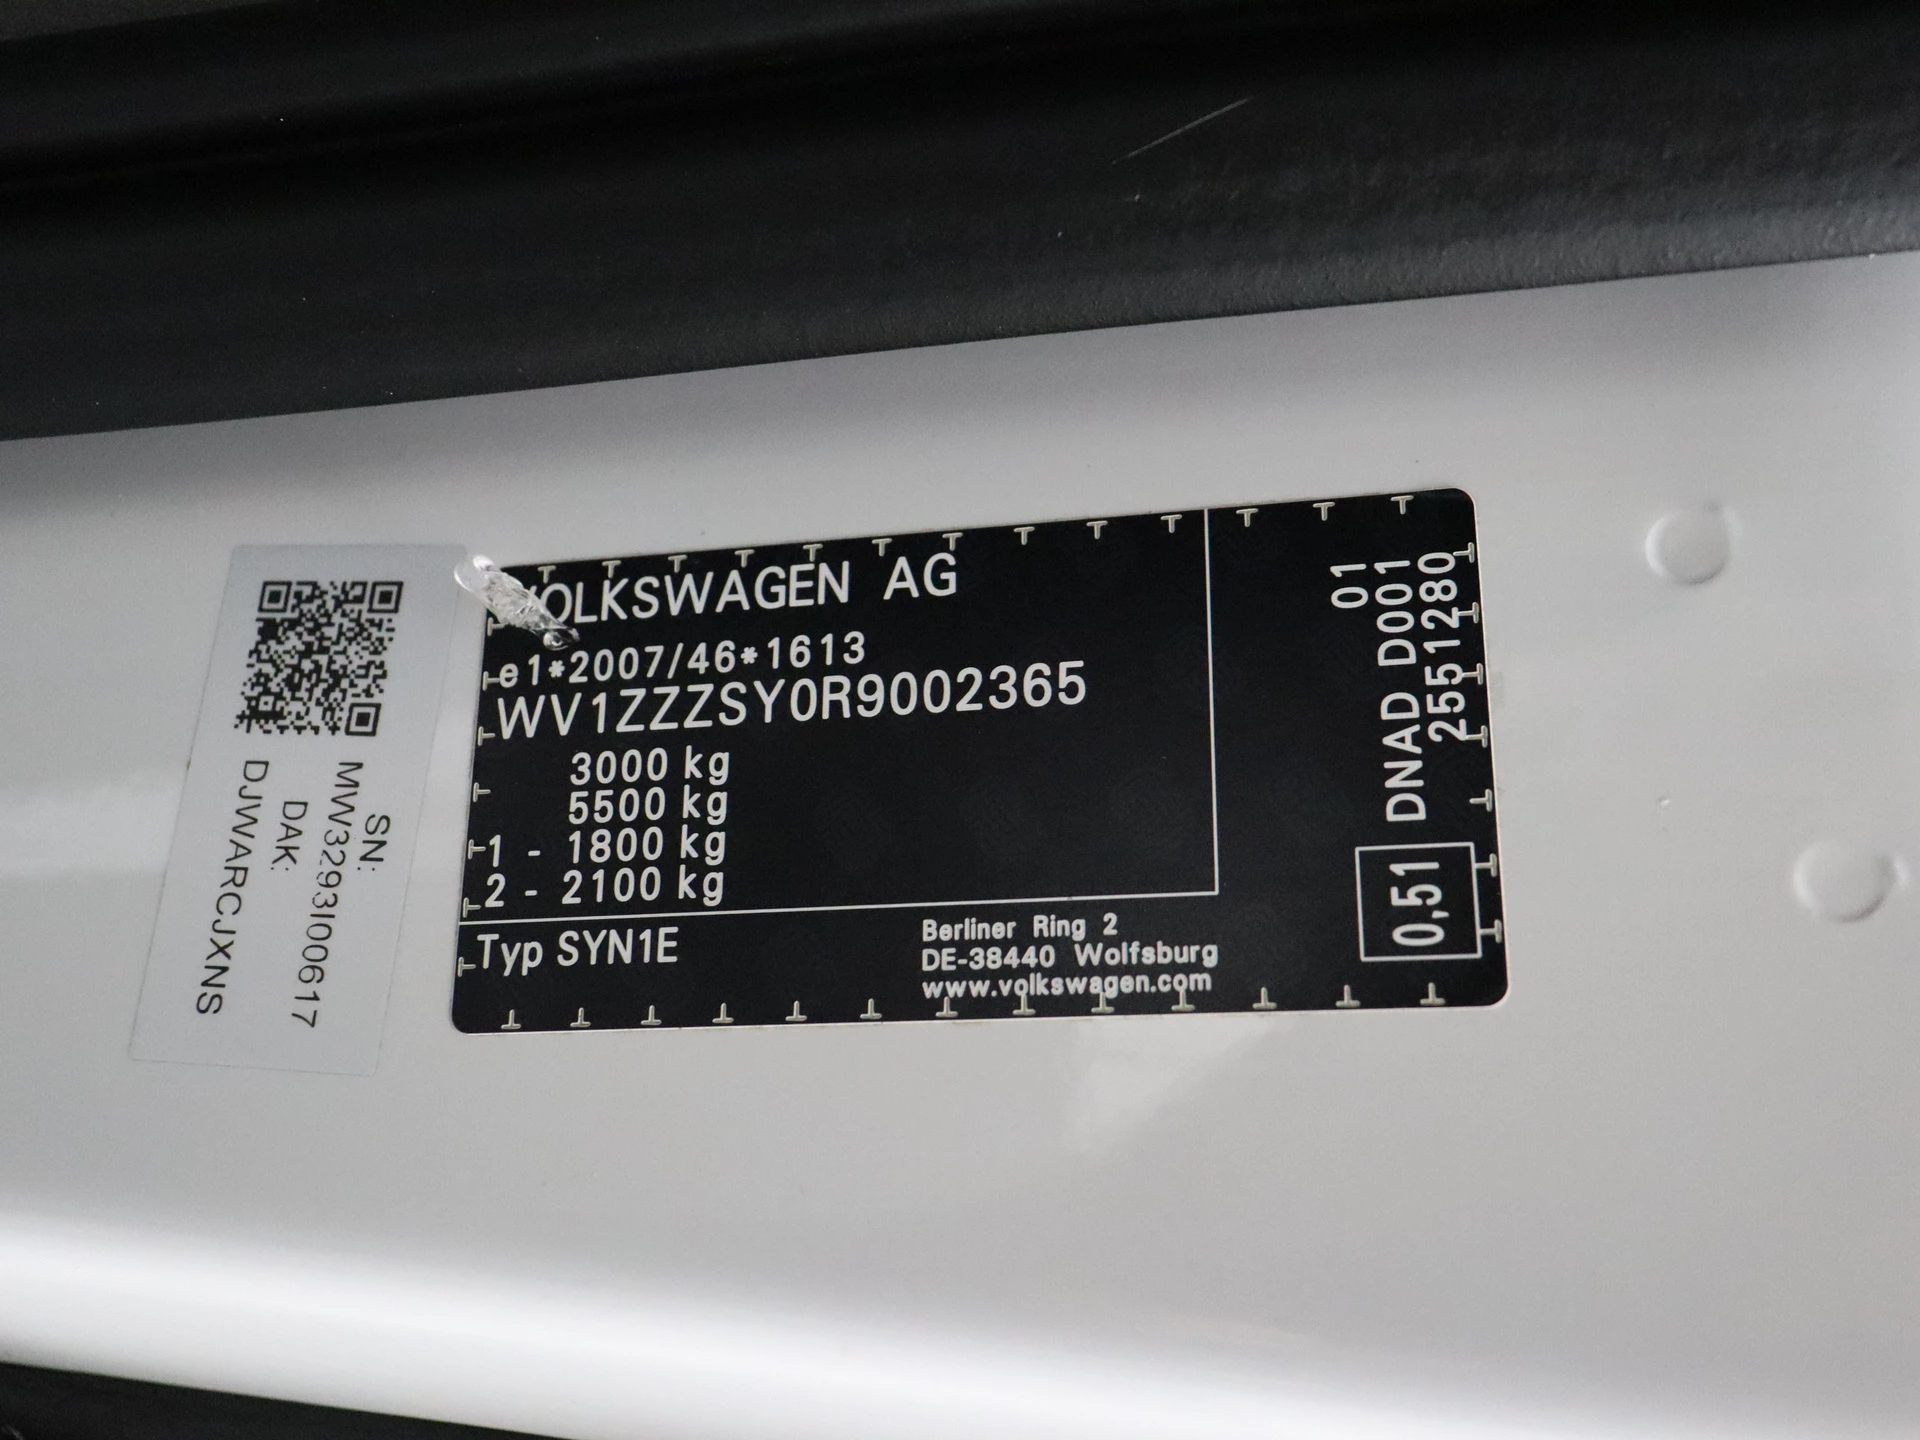 SN:
MW32931006617
DAK:
DJWARCJXNS
VOLKSWAGEN AG
e1*2007/46*1613
WV1ZZZSY0R9002365
3000 kg
5500 kg
1 - 1800 kg
2 - 2100 kg
Typ SYN1E
Berliner Ring 2
DE-38440 Wolfsburg
www.volkswagen.com
01
DNAD D001
2551280
0,51